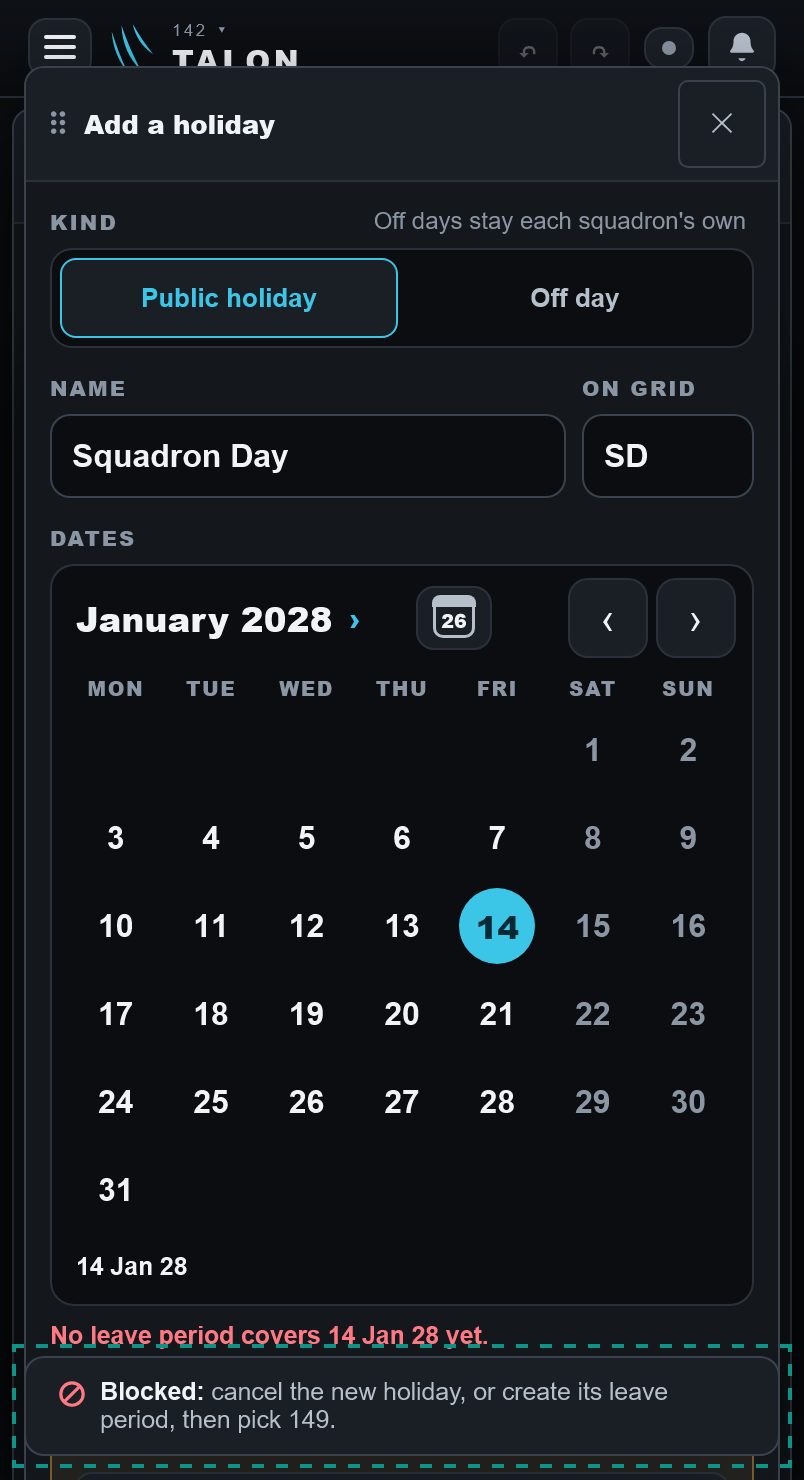 142 ▾
TALON
Add a holiday
KIND
Off days stay each squadron's own
Public holiday
Off day
NAME
ON GRID
Squadron Day
SD
DATES
January 2028 ›
26
‹ ›
MON TUE WED THU FRI SAT SUN
1 2
3 4 5 6 7 8 9
10 11 12 13 14 15 16
17 18 19 20 21 22 23
24 25 26 27 28 29 30
31
14 Jan 28
No leave period covers 14 Jan 28 yet.
Blocked: cancel the new holiday, or create its leave
period, then pick 149.